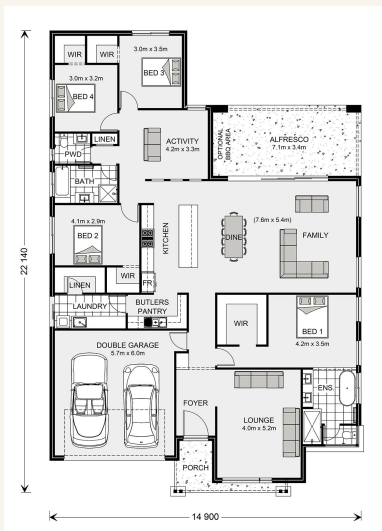 WIR
WIR
3.0m x 3.5m
BED 3
3.0m x 3.2m
BED 4
LINEN
PWD
ACTIVITY
4.2m x 3.3m
OPTIONAL
BBQ AREA
ALFRESCO
7.1m x 3.4m
BATH
4.1m x 2.9m
BED 2
KITCHEN
DINE
(7.6m x 5.4m)
FAMILY
WIR
FR
LINEN
LAUNDRY
BUTLERS
PANTRY
WIR
BED 1
4.2m x 3.5m
DOUBLE GARAGE
5.7m x 6.0m
ENS
FOYER
LOUNGE
4.0m x 5.2m
PORCH
22 140
14 900